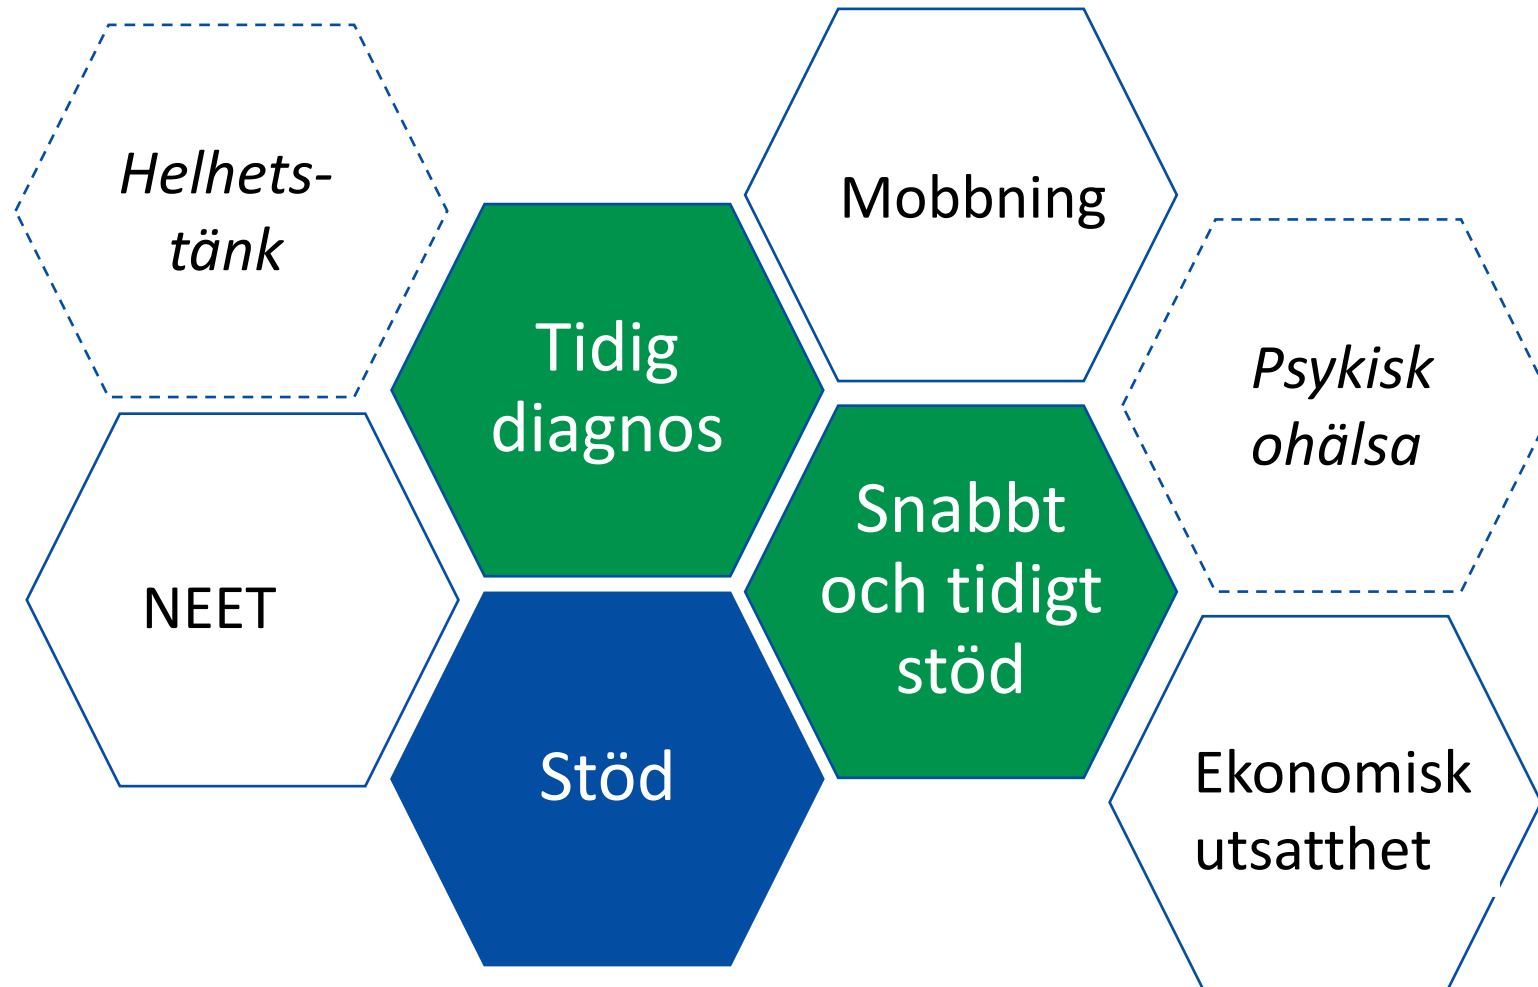 Helhets-
tänk
Mobbning
Tidig
diagnos
Psykisk
ohälsa
Snabbt
och tidigt
stöd
NEET
Stöd
Ekonomisk
utsatthet